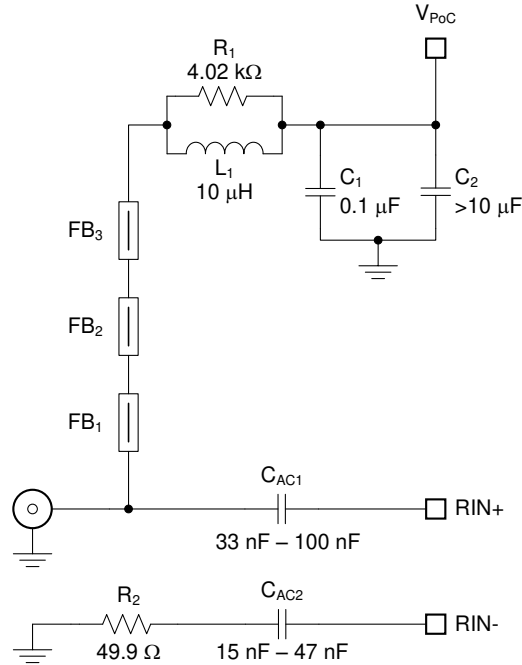 V_PoC
R_1
4.02 kΩ
L_1
10 μH
C_1
0.1 μF
C_2
>10 μF
FB_3
FB_2
FB_1
C_AC1
33 nF – 100 nF
RIN+
R_2
49.9 Ω
C_AC2
15 nF – 47 nF
RIN-